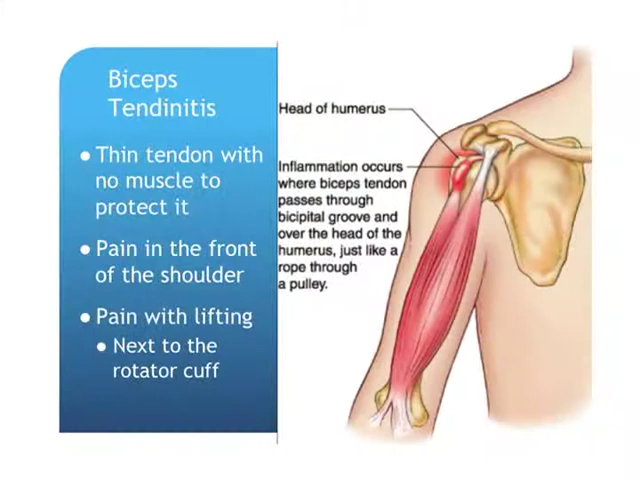 Biceps
Tendinitis
● Thin tendon with
no muscle to
protect it
● Pain in the front
of the shoulder
● Pain with lifting
● Next to the
rotator cuff
Head of humerus
Inflammation occurs
where biceps tendon
passes through
bicipital groove and
over the head of the
humerus, just like a
rope through
a pulley.